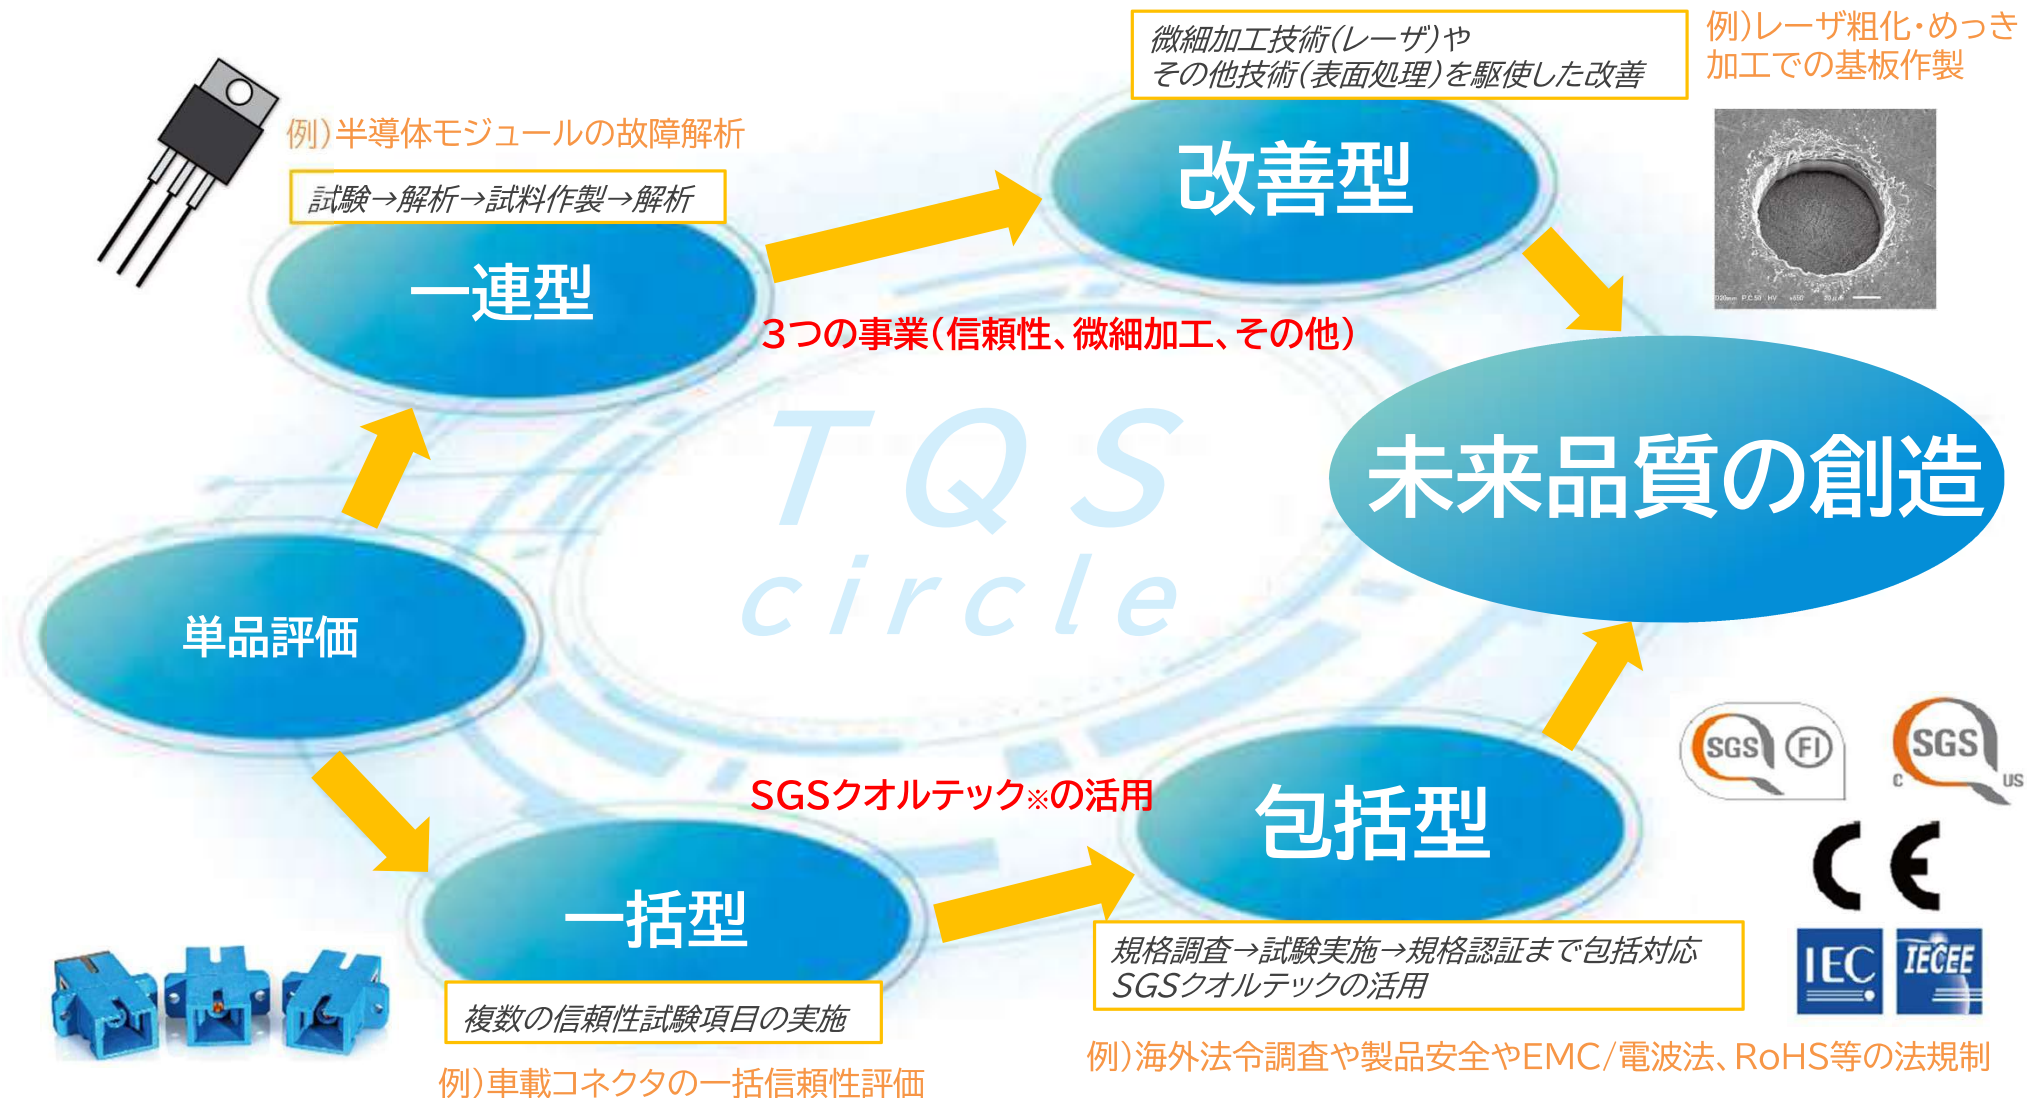 微細加工技術(レーザ)や
その他技術(表面処理)を駆使した改善
例)レーザ粗化・めっき
加工での基板作製
例)半導体モジュールの故障解析
試験→解析→試料作製→解析
改善型
一連型
D20mm P.C.50 HV x550 20μm
3つの事業(信頼性、微細加工、その他)
TQS
circle
未来品質の創造
単品評価
SGSクオルテック※の活用
包括型
SGS FI
C SGS US
CE
一括型
規格調査→試験実施→規格認証まで包括対応
SGSクオルテックの活用
IEC
IECEE
複数の信頼性試験項目の実施
例)海外法令調査や製品安全やEMC/電波法、RoHS等の法規制
例)車載コネクタの一括信頼性評価